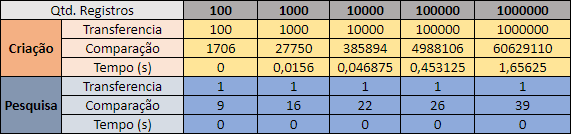 Qtd. Registros 100 1000 10000 100000 1000000
Criação Transferencia 100 1000 10000 100000 1000000
Comparação 1706 27750 385894 4988106 60629110
Tempo (s) 0 0,0156 0,046875 0,453125 1,65625
Pesquisa Transferencia 1 1 1 1 1
Comparação 9 16 22 26 39
Tempo (s) 0 0 0 0 0